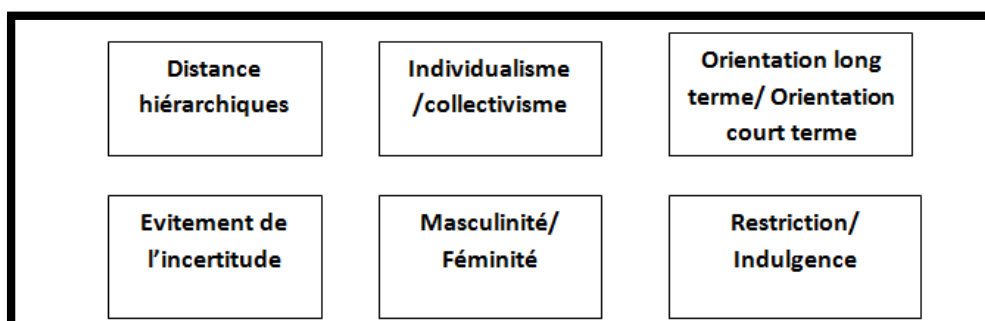 Distance
hiérarchiques
Individualisme
/collectivisme
Orientation long
terme/ Orientation
court terme
Evitement de
l’incertitude
Masculinité/
Féminité
Restriction/
Indulgence